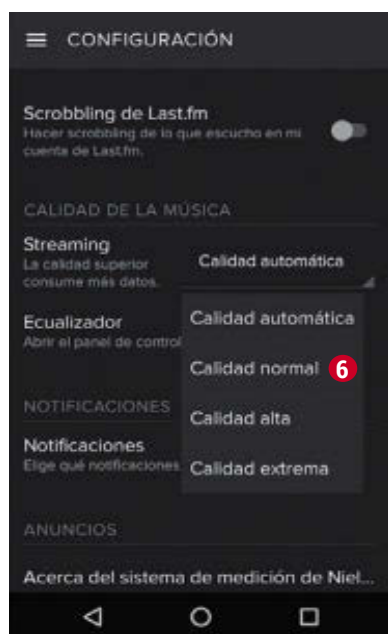 CONFIGURACIÓN
Scrobbling de Last.fm
Hacer scrobbling de lo que escucho en mi
cuenta de Last.fm.
CALIDAD DE LA MÚSICA
Streaming
La calidad superior
consume más datos.
Calidad automática
Ecualizador
Abrir el panel de control
Calidad automática
Calidad normal 6
Calidad alta
Calidad extrema
NOTIFICACIONES
Notificaciones
Elige qué notificaciones
ANUNCIOS
Acerca del sistema de medición de Niel...